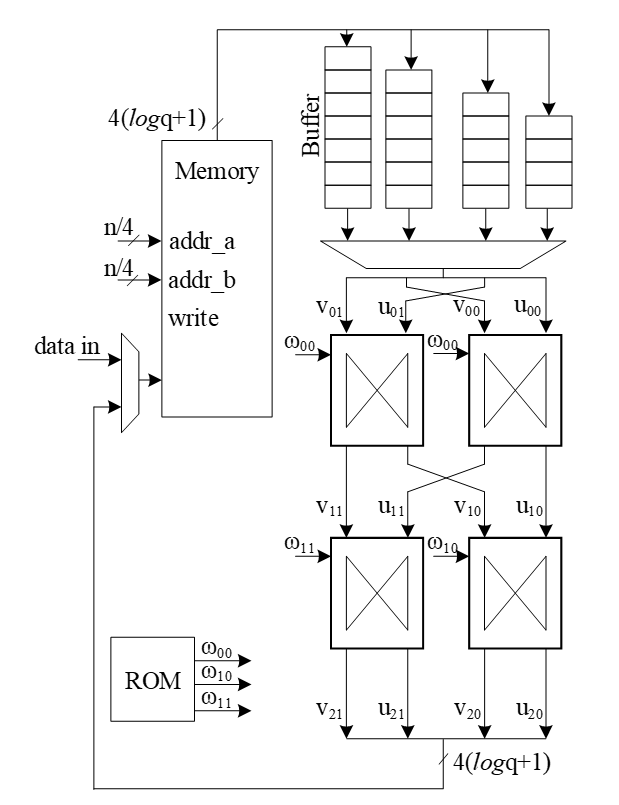 4(logq+1)
Buffer
Memory
n/4
addr_a
n/4
addr_b
write
data in
v01 u01 v00 u00
ω00 ω00
v11 u11 v10 u10
ω11 ω10
ROM
ω00
ω10
ω11
v21 u21 v20 u20
4(logq+1)